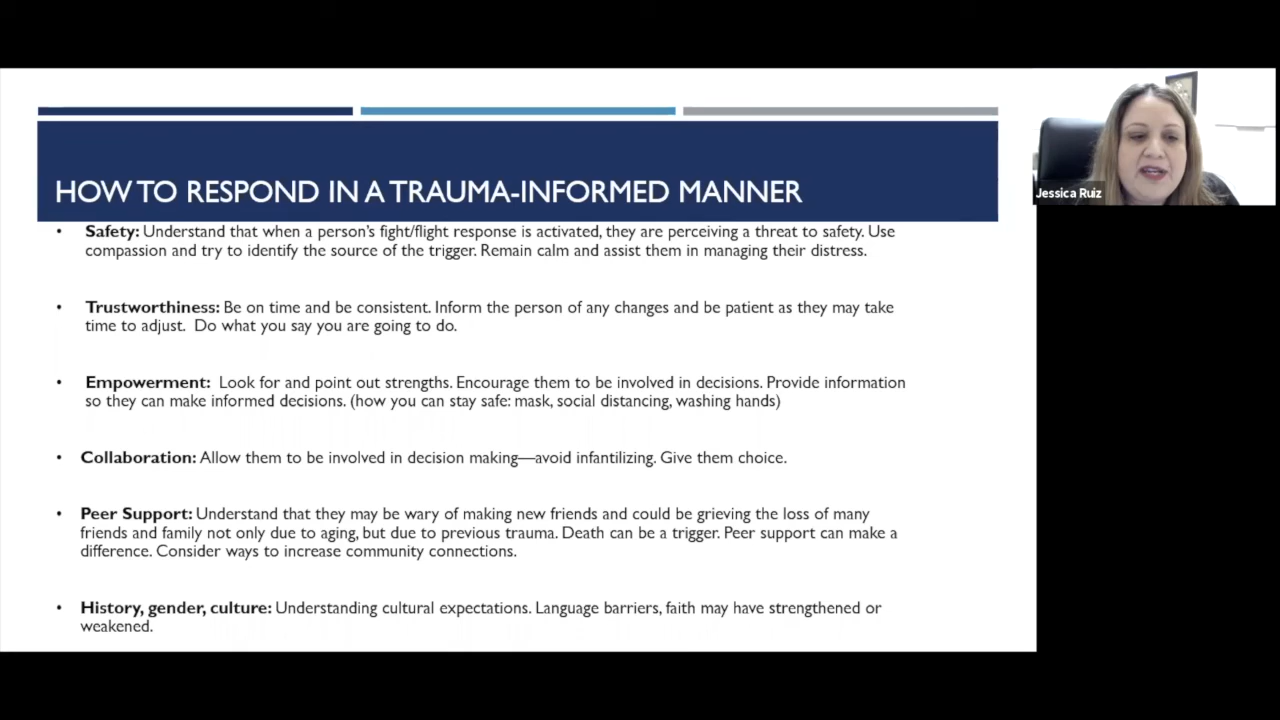 HOW TO RESPOND IN A TRAUMA-INFORMED MANNER
• Safety: Understand that when a person's fight/flight response is activated, they are perceiving a threat to safety. Use
compassion and try to identify the source of the trigger. Remain calm and assist them in managing their distress.
• Trustworthiness: Be on time and be consistent. Inform the person of any changes and be patient as they may take
time to adjust.  Do what you say you are going to do.
• Empowerment:  Look for and point out strengths. Encourage them to be involved in decisions. Provide information
so they can make informed decisions. (how you can stay safe: mask, social distancing, washing hands)
• Collaboration: Allow them to be involved in decision making—avoid infantilizing. Give them choice.
• Peer Support: Understand that they may be wary of making new friends and could be grieving the loss of many
friends and family not only due to aging, but due to previous trauma. Death can be a trigger. Peer support can make a
difference. Consider ways to increase community connections.
• History, gender, culture: Understanding cultural expectations. Language barriers, faith may have strengthened or
weakened.
Jessica Ruiz